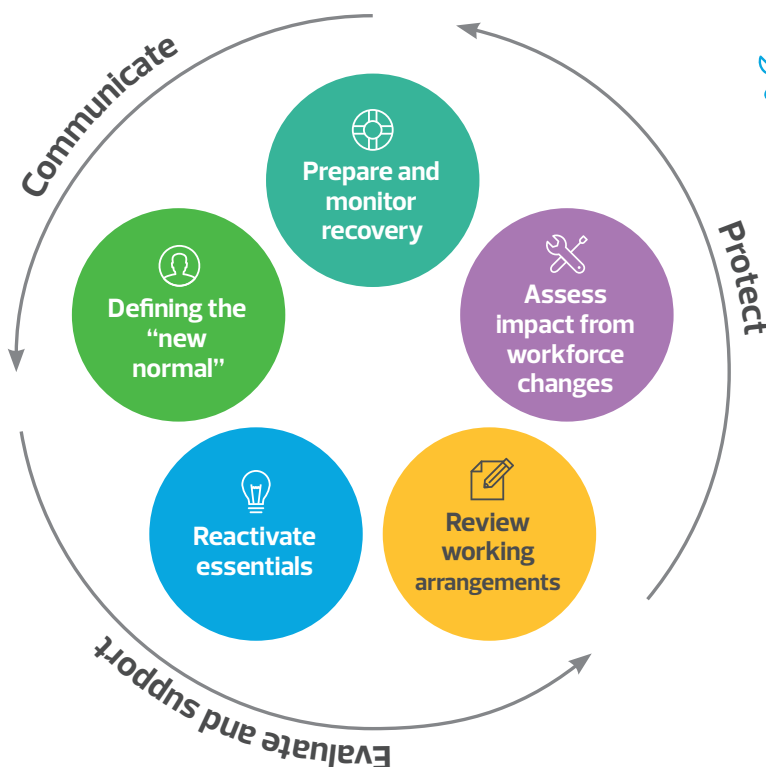 Communicate
Prepare and
monitor
recovery
Protect
Defining the
“new
normal”
Assess
impact from
workforce
changes
Reactivate
essentials
Review
working
arrangements
Evaluate and support